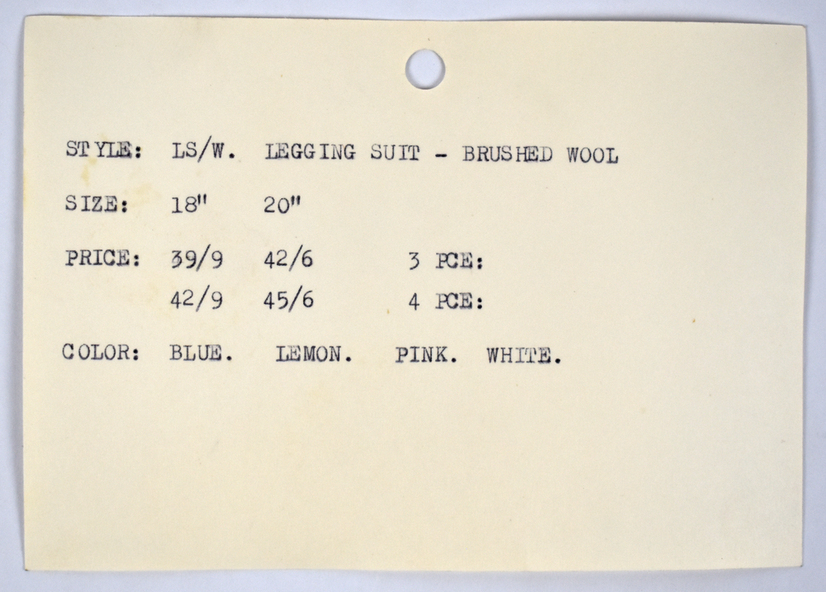 STYLE: LS/W. LEGGING SUIT - BRUSHED WOOL
SIZE: 18" 20"
PRICE: 39/9 42/6 3 PCE:
42/9 45/6 4 PCE:
COLOR: BLUE. LEMON. PINK. WHITE.